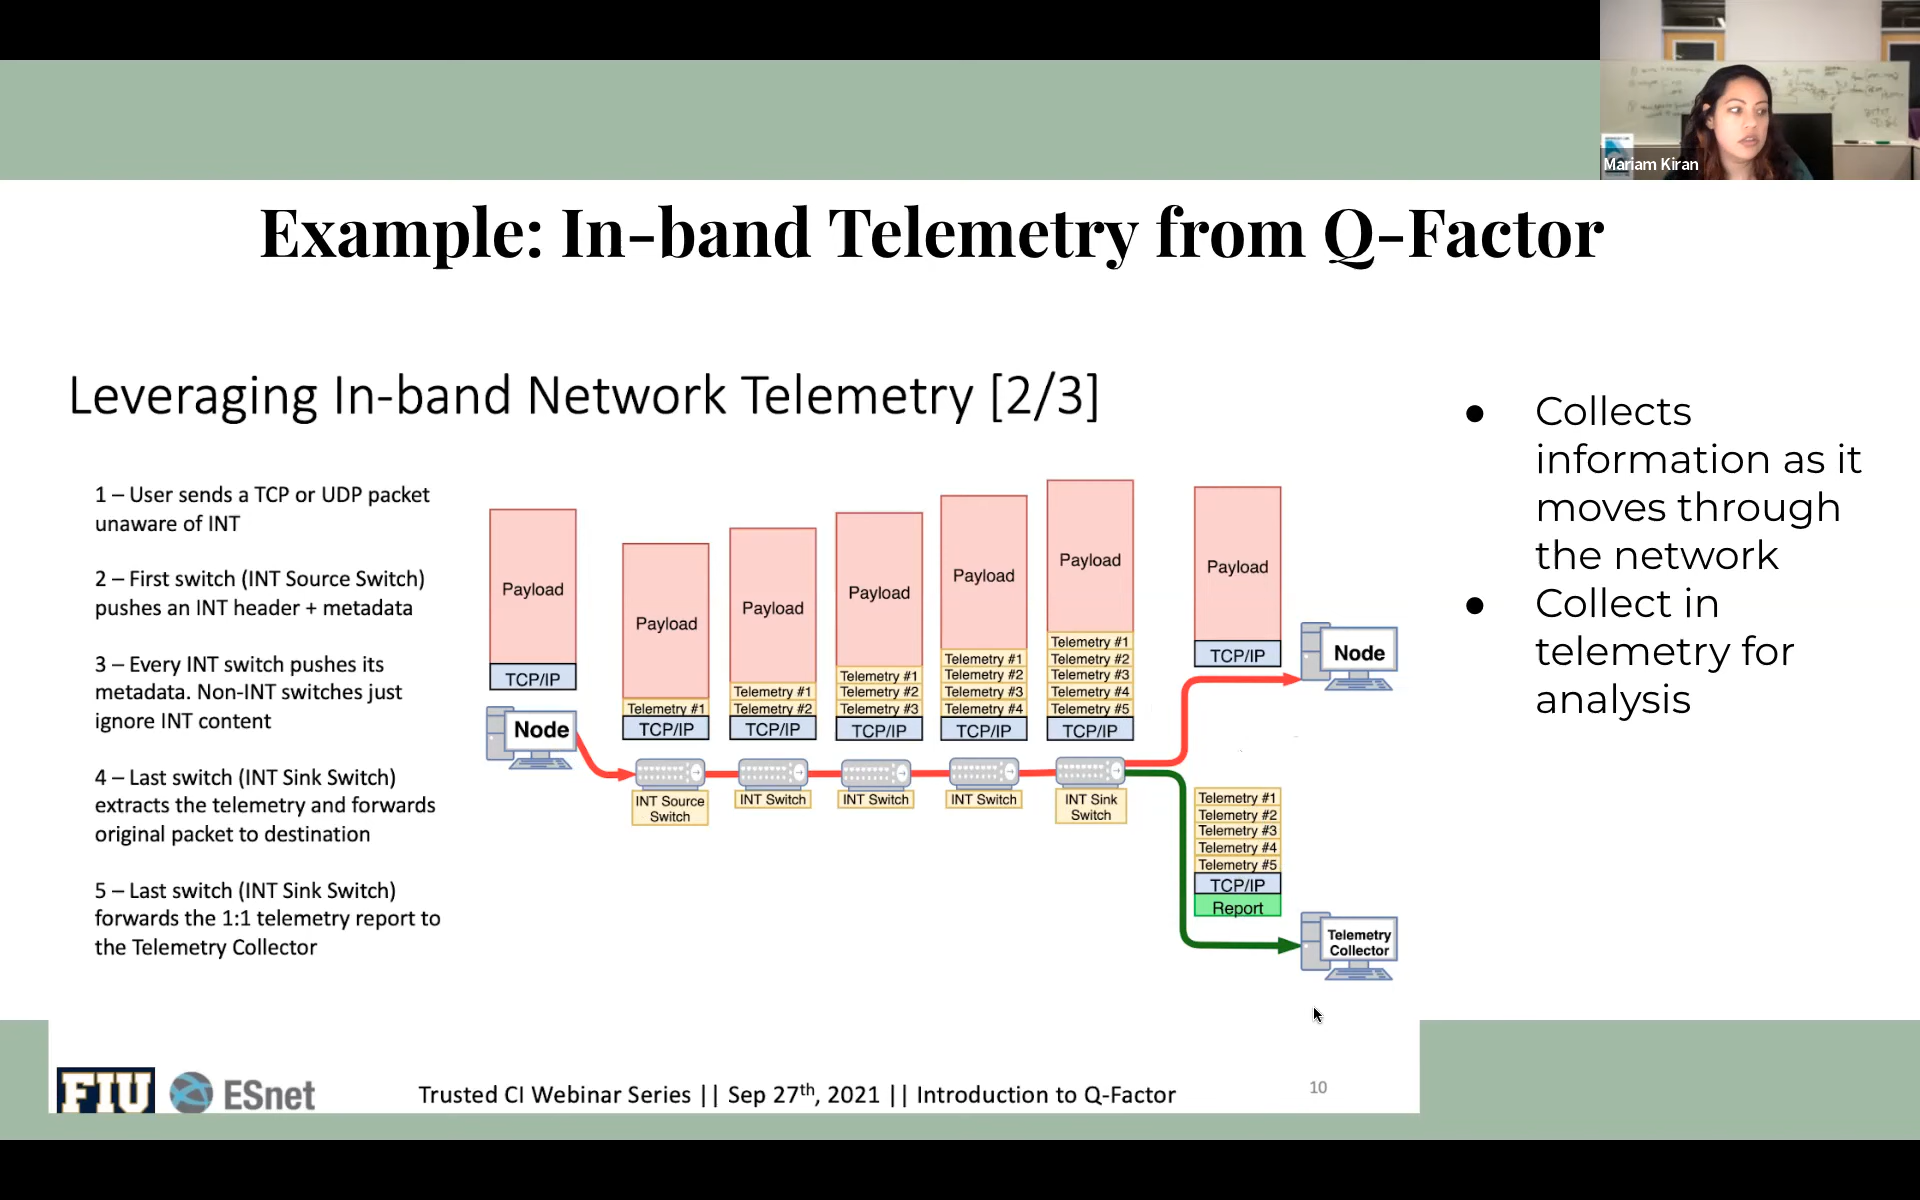 Mariam Kiran
Example: In-band Telemetry from Q-Factor
Leveraging In-band Network Telemetry [2/3]
1 – User sends a TCP or UDP packet
unaware of INT
2 – First switch (INT Source Switch)
pushes an INT header + metadata
3 – Every INT switch pushes its
metadata. Non-INT switches just
ignore INT content
4 – Last switch (INT Sink Switch)
extracts the telemetry and forwards
original packet to destination
5 – Last switch (INT Sink Switch)
forwards the 1:1 telemetry report to
the Telemetry Collector
Payload
TCP/IP
Node
Payload
Telemetry #1
TCP/IP
INT Source
Switch
Payload
Telemetry #1
Telemetry #2
TCP/IP
INT Switch
Payload
Telemetry #1
Telemetry #2
Telemetry #3
TCP/IP
INT Switch
Payload
Telemetry #1
Telemetry #2
Telemetry #3
Telemetry #4
TCP/IP
INT Switch
Payload
Telemetry #1
Telemetry #2
Telemetry #3
Telemetry #4
Telemetry #5
TCP/IP
INT Sink
Switch
Payload
TCP/IP
Node
Telemetry #1
Telemetry #2
Telemetry #3
Telemetry #4
Telemetry #5
TCP/IP
Report
Telemetry
Collector
● Collects
information as it
moves through
the network
● Collect in
telemetry for
analysis
FIU
ESnet
Trusted CI Webinar Series || Sep 27th, 2021 || Introduction to Q-Factor
10